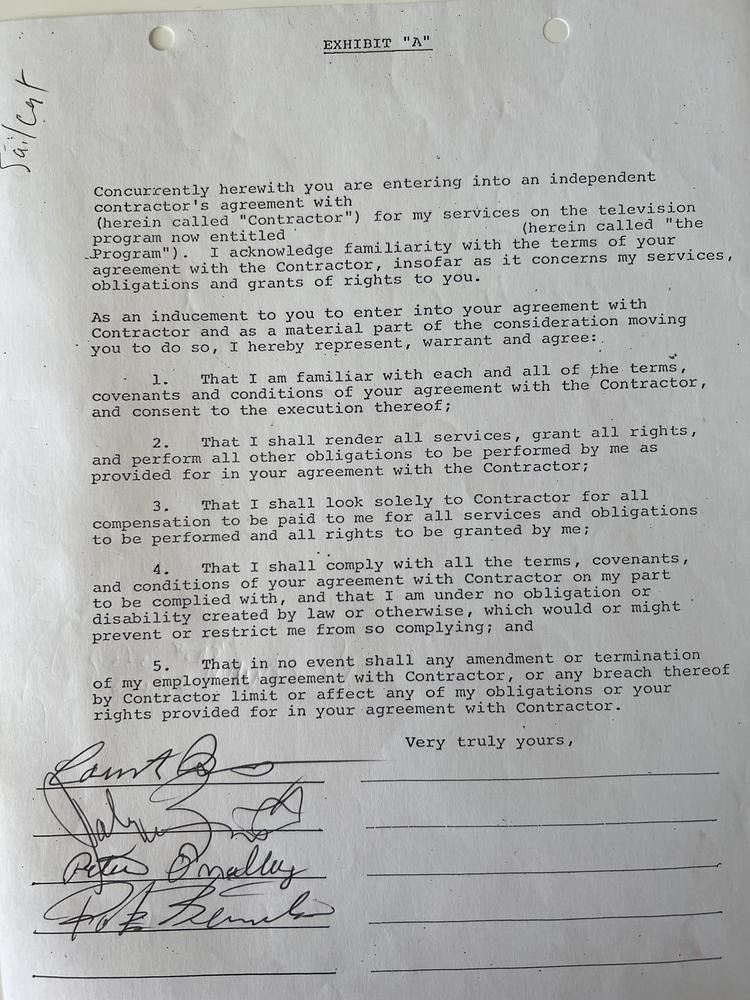 EXHIBIT "A"
Jailcat
Concurrently herewith you are entering into an independent
contractor's agreement with
(herein called "Contractor") for my services on the television
program now entitled (herein called "the
Program"). I acknowledge familiarity with the terms of your
agreement with the Contractor, insofar as it concerns my services,
obligations and grants of rights to you.
As an inducement to you to enter into your agreement with
Contractor and as a material part of the consideration moving
you to do so, I hereby represent, warrant and agree:
1. That I am familiar with each and all of the terms,
covenants and conditions of your agreement with the Contractor,
and consent to the execution thereof;
2. That I shall render all services, grant all rights,
and perform all other obligations to be performed by me as
provided for in your agreement with the Contractor;
3. That I shall look solely to Contractor for all
compensation to be paid to me for all services and obligations
to be performed and all rights to be granted by me;
4. That I shall comply with all the terms, covenants,
and conditions of your agreement with Contractor on my part
to be complied with, and that I am under no obligation or
disability created by law or otherwise, which would or might
prevent or restrict me from so complying; and
5. That in no event shall any amendment or termination
of my employment agreement with Contractor, or any breach thereof
by Contractor limit or affect any of my obligations or your
rights provided for in your agreement with Contractor.
Very truly yours,
Peter O'Malley